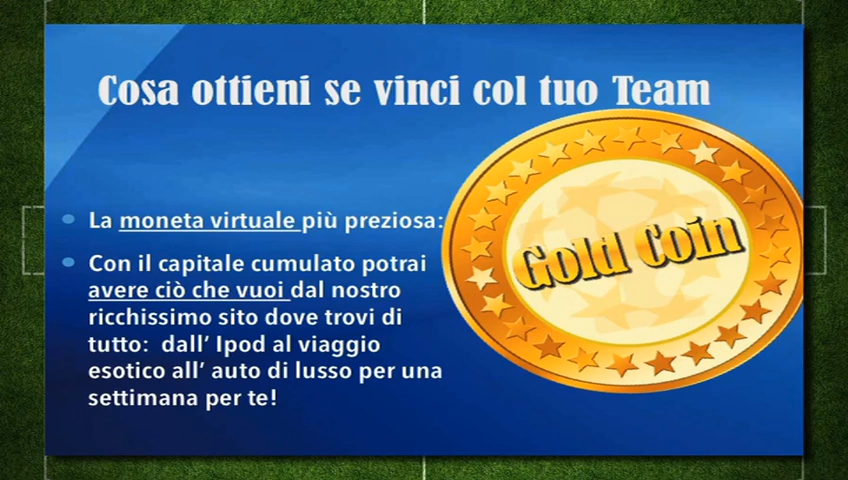 Cosa ottieni se vinci col tuo Team
La moneta virtuale più preziosa:
Con il capitale cumulato potrai
avere ciò che vuoi dal nostro
ricchissimo sito dove trovi di
tutto: dall' Ipod al viaggio
esotico all' auto di lusso per una
settimana per te!
Gold Coin